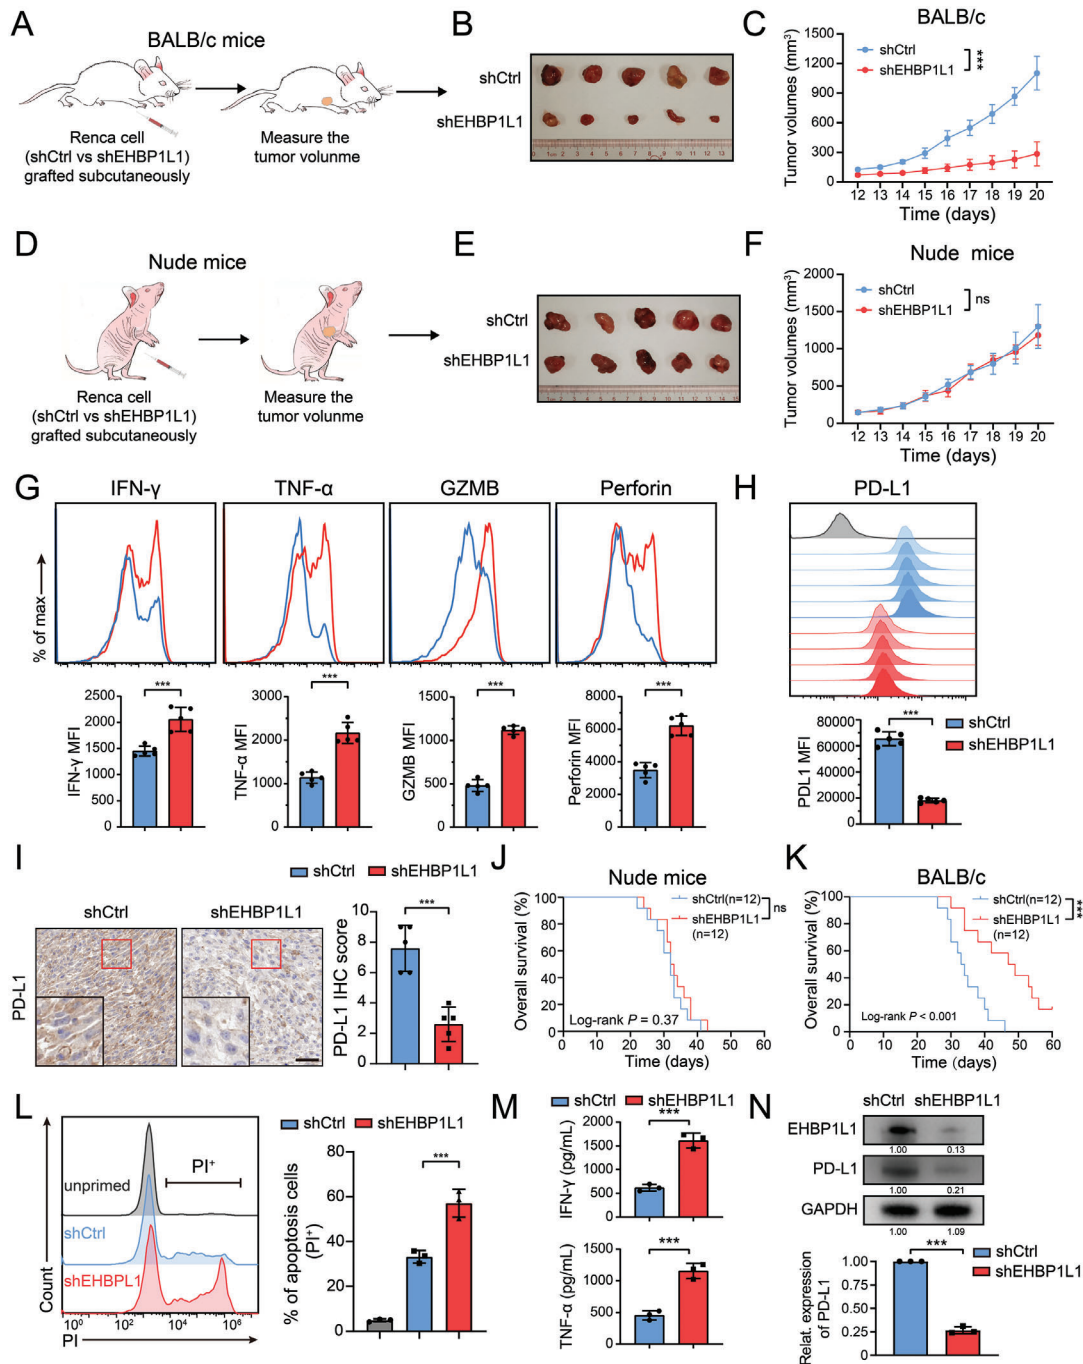 A
BALB/c mice
Renca cell
(shCtrl vs shEHBP1L1)
grafted subcutaneously
Measure the
tumor volunme
B
shCtrl
shEHBP1L1
C
BALB/c
Tumor volumes (mm³)
1500
1200
900
600
300
0
shCtrl
shEHBP1L1
***
12 13 14 15 16 17 18 19 20
Time (days)
D
Nude mice
Renca cell
(shCtrl vs shEHBP1L1)
grafted subcutaneously
Measure the
tumor volunme
E
shCtrl
shEHBP1L1
F
Nude mice
Tumor volumes (mm³)
2000
1500
1000
500
0
shCtrl
shEHBP1L1
ns
12 13 14 15 16 17 18 19 20
Time (days)
G
IFN-γ
TNF-α
GZMB
Perforin
% of max
IFN-γ MFI
2500
2000
1500
1000
500
0
***
TNF-α MFI
3000
2000
1000
0
***
GZMB MFI
1500
1000
500
0
***
Perforin MFI
8000
6000
4000
2000
0
***
H
PD-L1
PDL1 MFI
80000
60000
40000
20000
0
***
shCtrl
shEHBP1L1
I
shCtrl
shEHBP1L1
shCtrl
shEHBP1L1
PD-L1
PD-L1 IHC score
10
8
6
4
2
0
***
J
Nude mice
Overall survival (%)
100
80
60
40
20
0
shCtrl(n=12)
shEHBP1L1
(n=12)
ns
Log-rank P = 0.37
0 20 40 60
Time (days)
K
BALB/c
Overall survival (%)
100
80
60
40
20
0
shCtrl(n=12)
shEHBP1L1
(n=12)
***
Log-rank P < 0.001
0 20 40 60
Time (days)
L
Count
unprimed
shCtrl
shEHBPL1
PI⁺
10⁰ 10² 10⁴ 10⁶
PI
shCtrl
shEHBP1L1
% of apoptosis cells
(PI⁺)
80
60
40
20
0
***
M
shCtrl
shEHBP1L1
IFN-γ (pg/mL)
2000
1500
1000
500
0
***
TNF-α (pg/mL)
1500
1000
500
0
***
N
shCtrl shEHBP1L1
EHBP1L1
1.00 0.13
PD-L1
1.00 0.21
GAPDH
1.00 1.09
Relat. expression
of PD-L1
1.00
0.75
0.50
0.25
***
shCtrl
shEHBP1L1